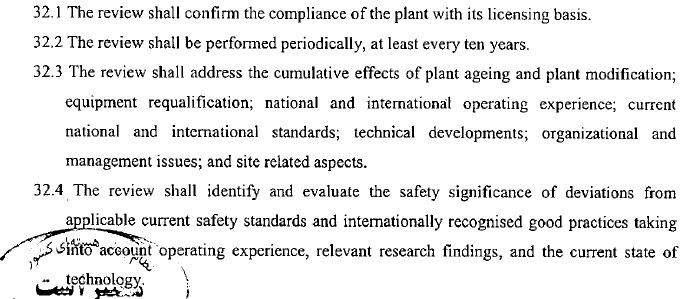 32.1 The review shall confirm the compliance of the plant with its licensing basis.
32.2 The review shall be performed periodically, at least every ten years.
32.3 The review shall address the cumulative effects of plant ageing and plant modification;
equipment requalification; national and international operating experience; current
national and international standards; technical developments; organizational and
management issues; and site related aspects.
32.4 The review shall identify and evaluate the safety significance of deviations from
applicable current safety standards and internationally recognised good practices taking
into account operating experience, relevant research findings, and the current state of
technology.